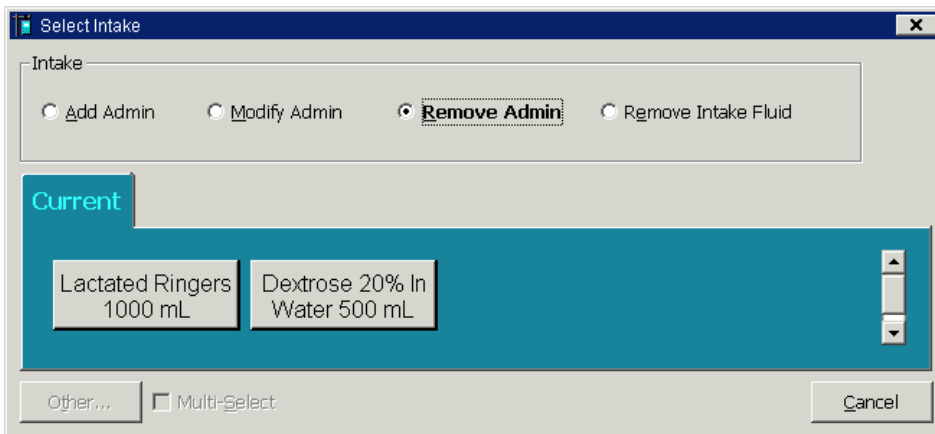 Select Intake
Intake
Add Admin
Modify Admin
Remove Admin
Remove Intake Fluid
Current
Lactated Ringers
1000 mL
Dextrose 20% In
Water 500 mL
Other...
Multi-Select
Cancel